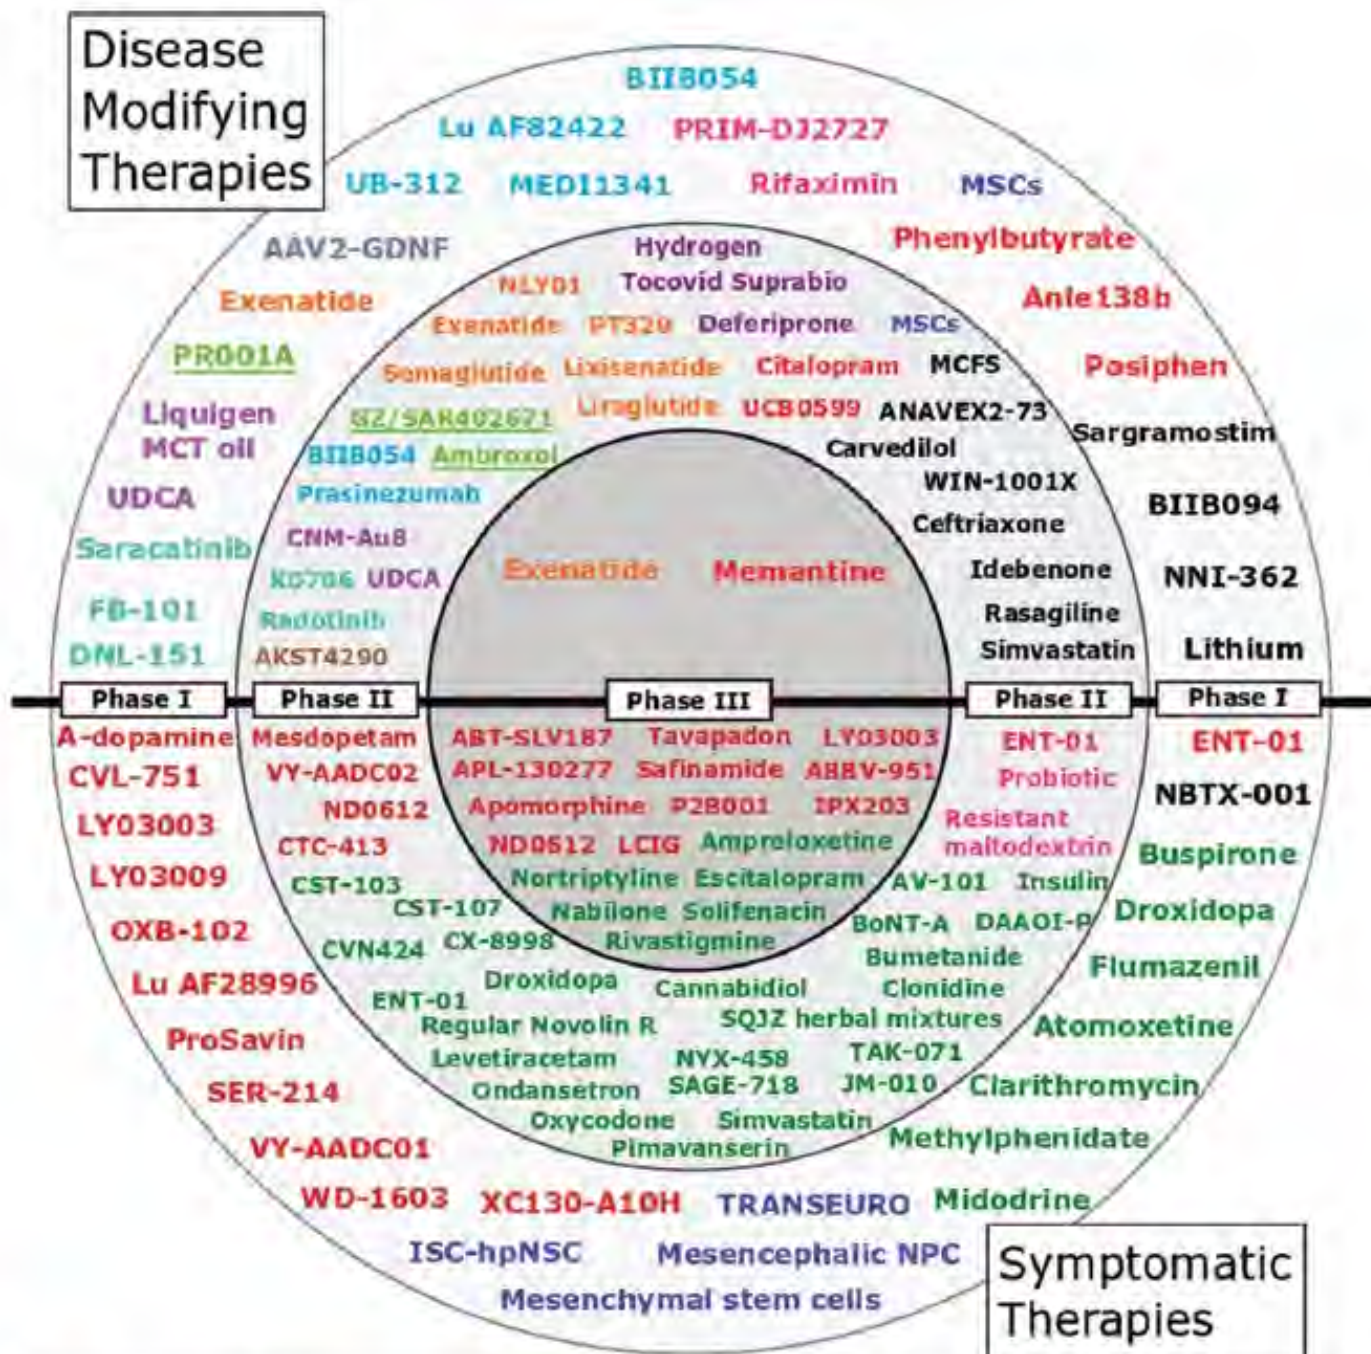 Disease
Modifying
Therapies
BIIB054
Lu AF82422 PRIM-DJ2727
UB-312 MEDI1341 Rifaximin MSCs
AAV2-GDNF Hydrogen Phenylbutyrate
NLY01 Tocovid Suprabio
Exenatide Anle138b
Exenatide PT320 Deferiprone MSCs
PR001A Semaglutide Lixisenatide Citalopram MCFS Posiphen
Liquigen GZ/SAR402671 Liraglutide UCB0599 ANAVEX2-73
MCT oil Sargramostim
BIIB054 Ambroxol Carvedilol
UDCA Prasinezumab WIN-1001X BIIB094
Saracatinib CNM-Au8 Ceftriaxone
KO706 UDCA Exenatide Memantine Idebenone NNI-362
FB-101 Radotinib Rasagiline
DNL-151 AKST4290 Simvastatin Lithium
Phase I Phase II Phase III Phase II Phase I
A-dopamine Mesdopetam ABT-SLV187 Tavapadon LY03003 ENT-01 ENT-01
CVL-751 VY-AADC02 APL-130277 Safinamide ABBV-951 Probiotic
NBTX-001
ND0612 Apomorphine P2B001 IPX203 Resistant
LY03003 maltodextrin
CTC-413 ND0612 LCIG Ampreloxetine Buspirone
LY03009 CST-103 Nortriptyline Escitalopram AV-101 Insulin
CST-107 Nabilone Solifenacin BoNT-A DAAOI-P Droxidopa
OXB-102 CVN424 CX-8998 Rivastigmine Bumetanide
Flumazenil
Lu AF28996 ENT-01 Droxidopa Cannabidiol Clonidine
Regular Novolin R SQJZ herbal mixtures Atomoxetine
ProSavin Levetiracetam NYX-458 TAK-071
SER-214 Ondansetron SAGE-718 JM-010 Clarithromycin
Oxycodone Simvastatin
VY-AADC01 Pimavanserin Methylphenidate
WD-1603 XC130-A10H TRANSEURO Midodrine
ISC-hpNSC Mesencephalic NPC
Mesenchymal stem cells
Symptomatic
Therapies